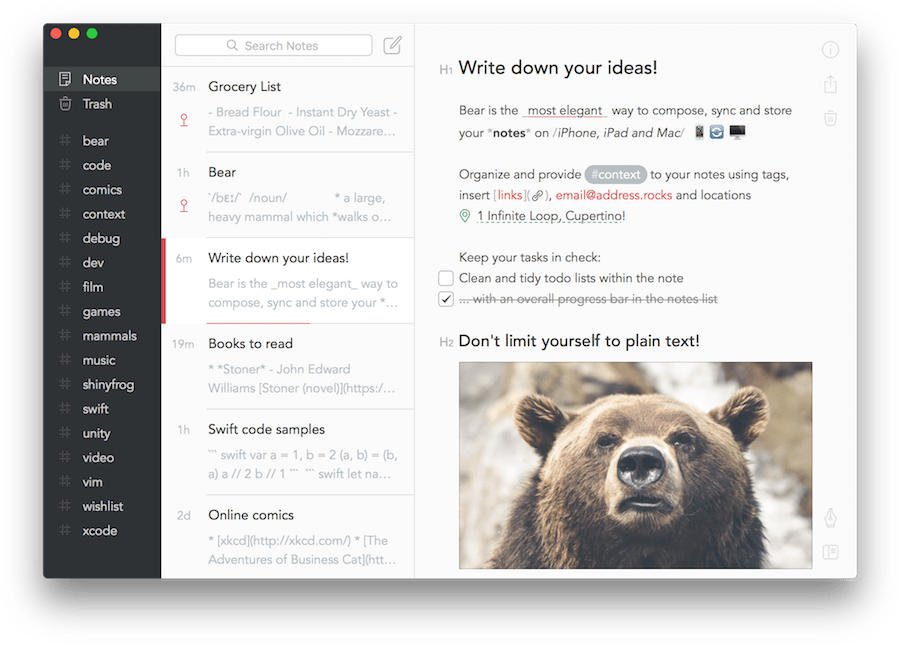 Notes
Trash
# bear
# code
# comics
# context
# debug
# dev
# film
# games
# mammals
# music
# shinyfrog
# swift
# unity
# video
# vim
# wishlist
# xcode
Search Notes
36m Grocery List
- Bread Flour - Instant Dry Yeast -
Extra-virgin Olive Oil - Mozzare...
1h Bear
`/bɛː/` /noun/ * a large,
heavy mammal which *walks o...
6m Write down your ideas!
Bear is the _most elegant_ way to
compose, sync and store your *...
19m Books to read
* *Stoner* - John Edward
Williams [Stoner (novel)](https:/...
1h Swift code samples
``` swift var a = 1, b = 2 (a, b) = (b,
a) a // 2 b // 1 ``` ``` swift let na...
2d Online comics
* [xkcd](http://xkcd.com/) * [The
Adventures of Business Cat](htt...
H1 Write down your ideas!
Bear is the _most elegant_ way to compose, sync and store
your *notes* on /iPhone, iPad and Mac/ 📱🔄🖥
Organize and provide #context to your notes using tags,
insert [links](🔗), email@address.rocks and locations
1 Infinite Loop, Cupertino!
Keep your tasks in check:
Clean and tidy todo lists within the note
... with an overall progress bar in the notes list
H2 Don't limit yourself to plain text!